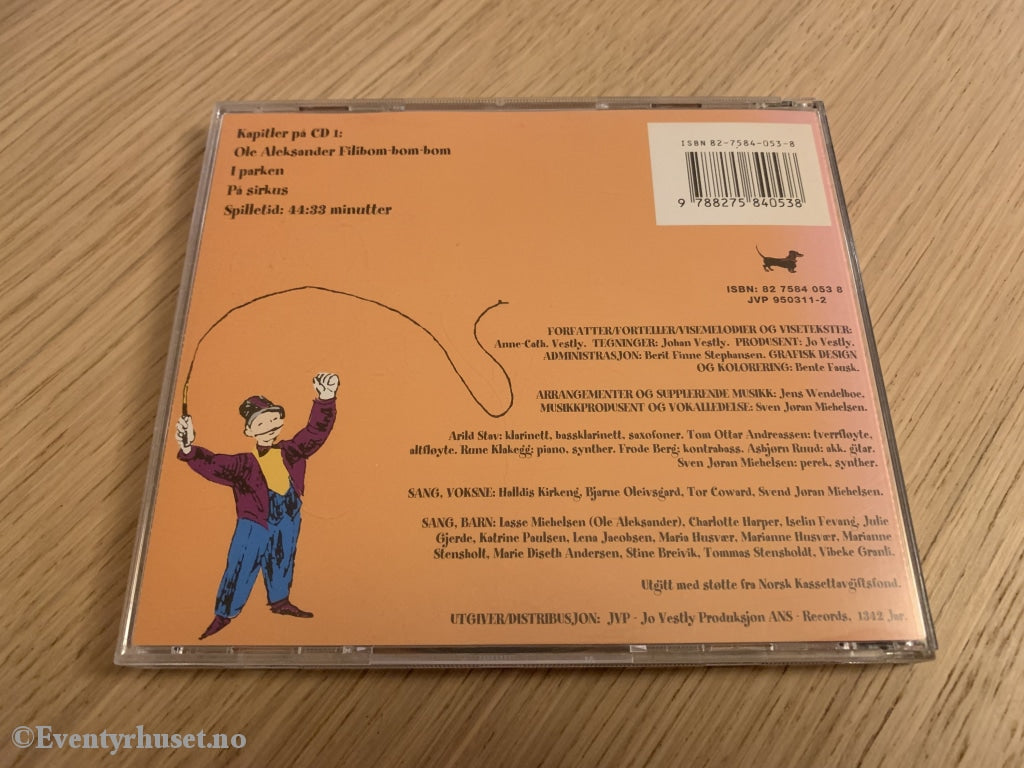 Kapitler på CD 1:
Ole Aleksander Filibom-bom-bom
I parken
På sirkus
Spilletid: 44:33 minutter
ISBN 82-7584-053-8
9 788275 840538
ISBN: 82 7584 053 8
JVP 950311-2
FORFATTER/FORTELLER/VISEMELODIER OG VISETEKSTER:
Anne-Cath. Vestly. TEGNINGER: Johan Vestly. PRODUSENT: Jo Vestly.
ADMINISTRASJON: Berit Finne Stephansen. GRAFISK DESIGN
OG KOLORERING: Bente Fausk.
ARRANGEMENTER OG SUPPLERENDE MUSIKK: Jens Wendelboe.
MUSIKKPRODUSENT OG VOKALLEDELSE: Sven Jøran Michelsen.
Arild Stav: klarinett, bassklarinett, saxofoner. Tom Ottar Andreassen: tverrfløyte,
altfløyte. Rune Klakegg: piano, synther. Frode Berg: kontrabass. Asbjørn Ruud: akk. gitar.
Sven Jøran Michelsen: perek, synther.
SANG, VOKSNE: Halldis Kirkeng, Bjarne Oleivsgard, Tor Coward, Svend Jøran Michelsen.
SANG, BARN: Lasse Michelsen (Ole Aleksander), Charlotte Harper, Iselin Fevang, Julie
Gjerde, Katrine Paulsen, Lena Jacobsen, Maria Husvær, Marianne Husvær, Marianne
Stensholt, Marie Diseth Andersen, Stine Breivik, Tommas Stensholdt, Vibeke Granli.
Utgitt med støtte fra Norsk Kassettavgiftsfond.
UTGIVER/DISTRIBUSJON: JVP - Jo Vestly Produksjon ANS - Records. 1342 Jar.
©Eventyrhuset.no